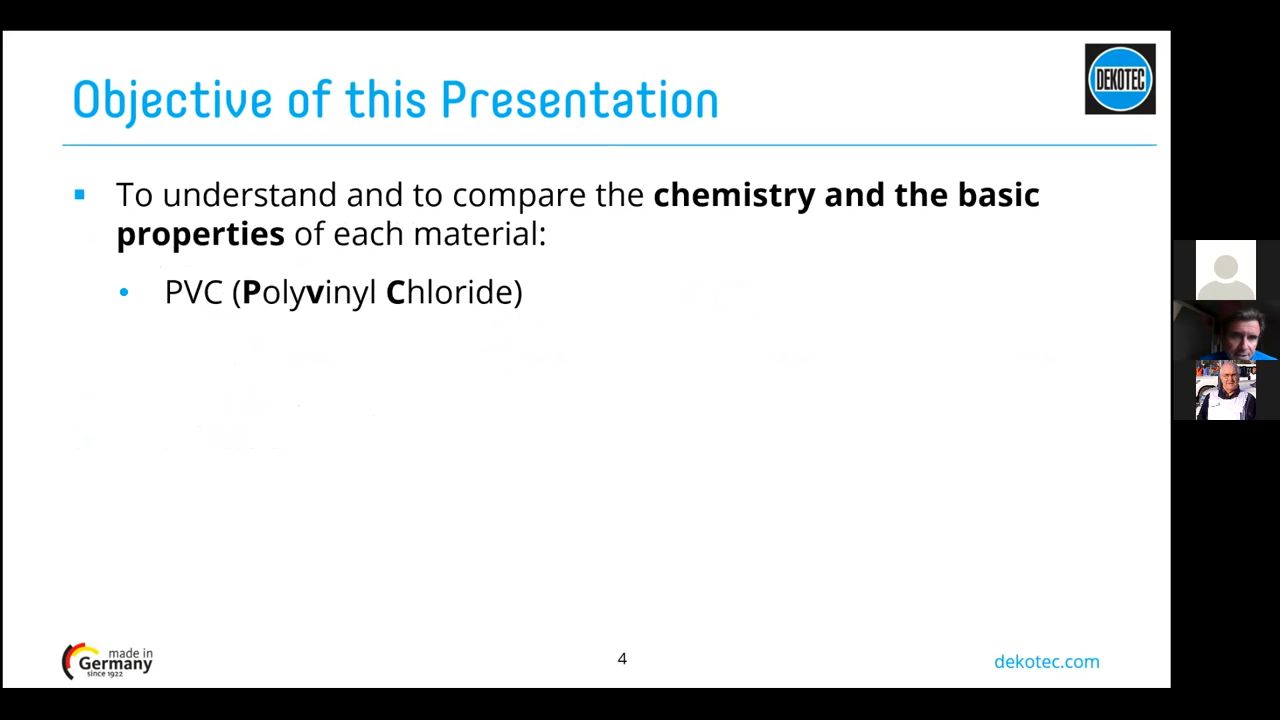 Objective of this Presentation
DEKOTEC
To understand and to compare the chemistry and the basic
properties of each material:
PVC (Polyvinyl Chloride)
made in
Germany
since 1922
4
dekotec.com